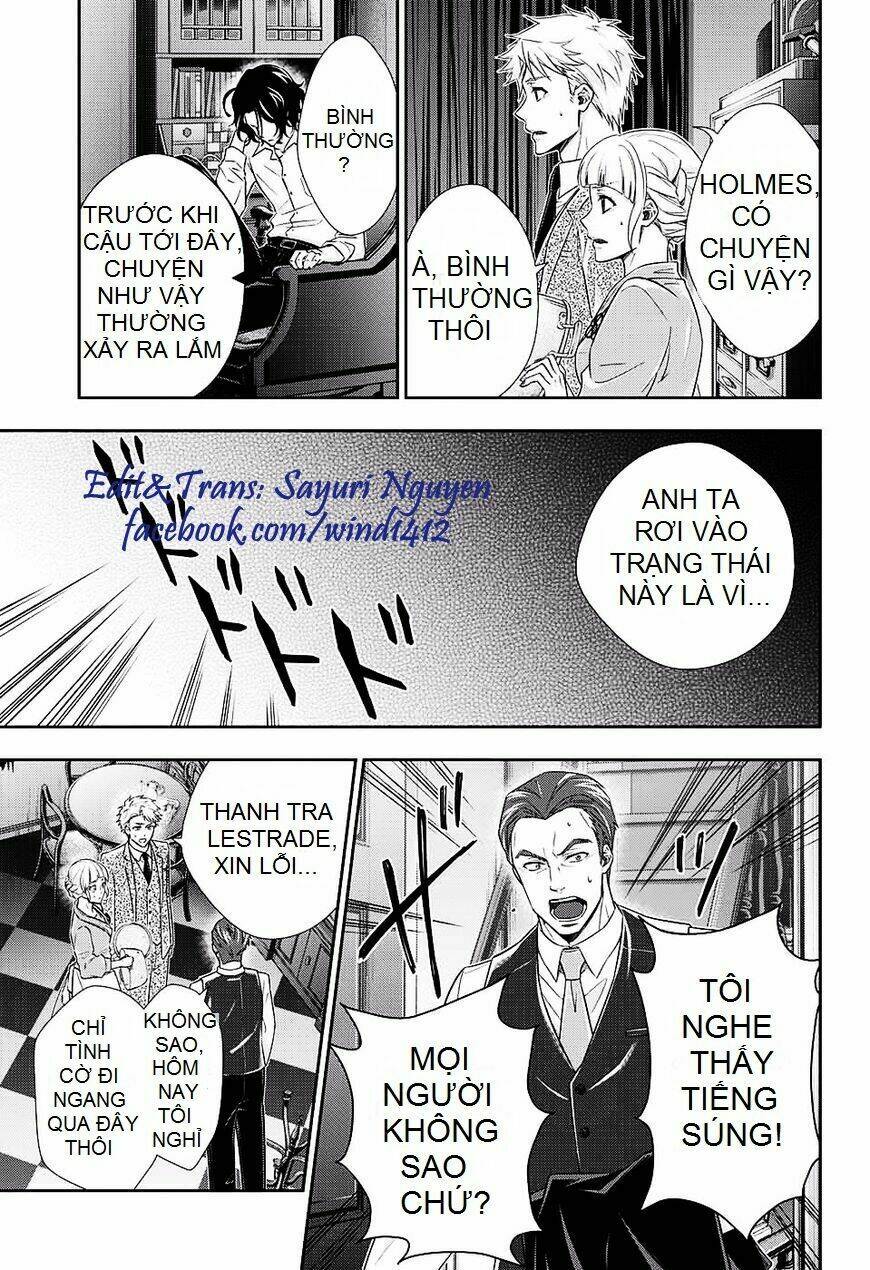 HOLMES,
CÓ
CHUYỆN
GÌ VẬY?
À, BÌNH
THƯỜNG
THÔI
BÌNH
THƯỜNG
?
TRƯỚC KHI
CẬU TỚI ĐÂY,
CHUYỆN
NHƯ VẬY
THƯỜNG
XẢY RA LẮM
ANH TA
RƠI VÀO
TRẠNG THÁI
NÀY LÀ VÌ...
Edit&Trans: Sayuri Nguyen
facebook.com/wind1412
ドドドドド
TÔI
NGHE
THẤY
TIẾNG
SÚNG!
MỌI
NGƯỜI
KHÔNG
SAO
CHỨ?
THANH TRA
LESTRADE,
XIN LỖI...
KHÔNG
SAO,
HÔM
NAY
TÔI
NGHỈ
CHỈ
TÌNH
CỜ ĐI
NGANG
QUA ĐÂY
THÔI